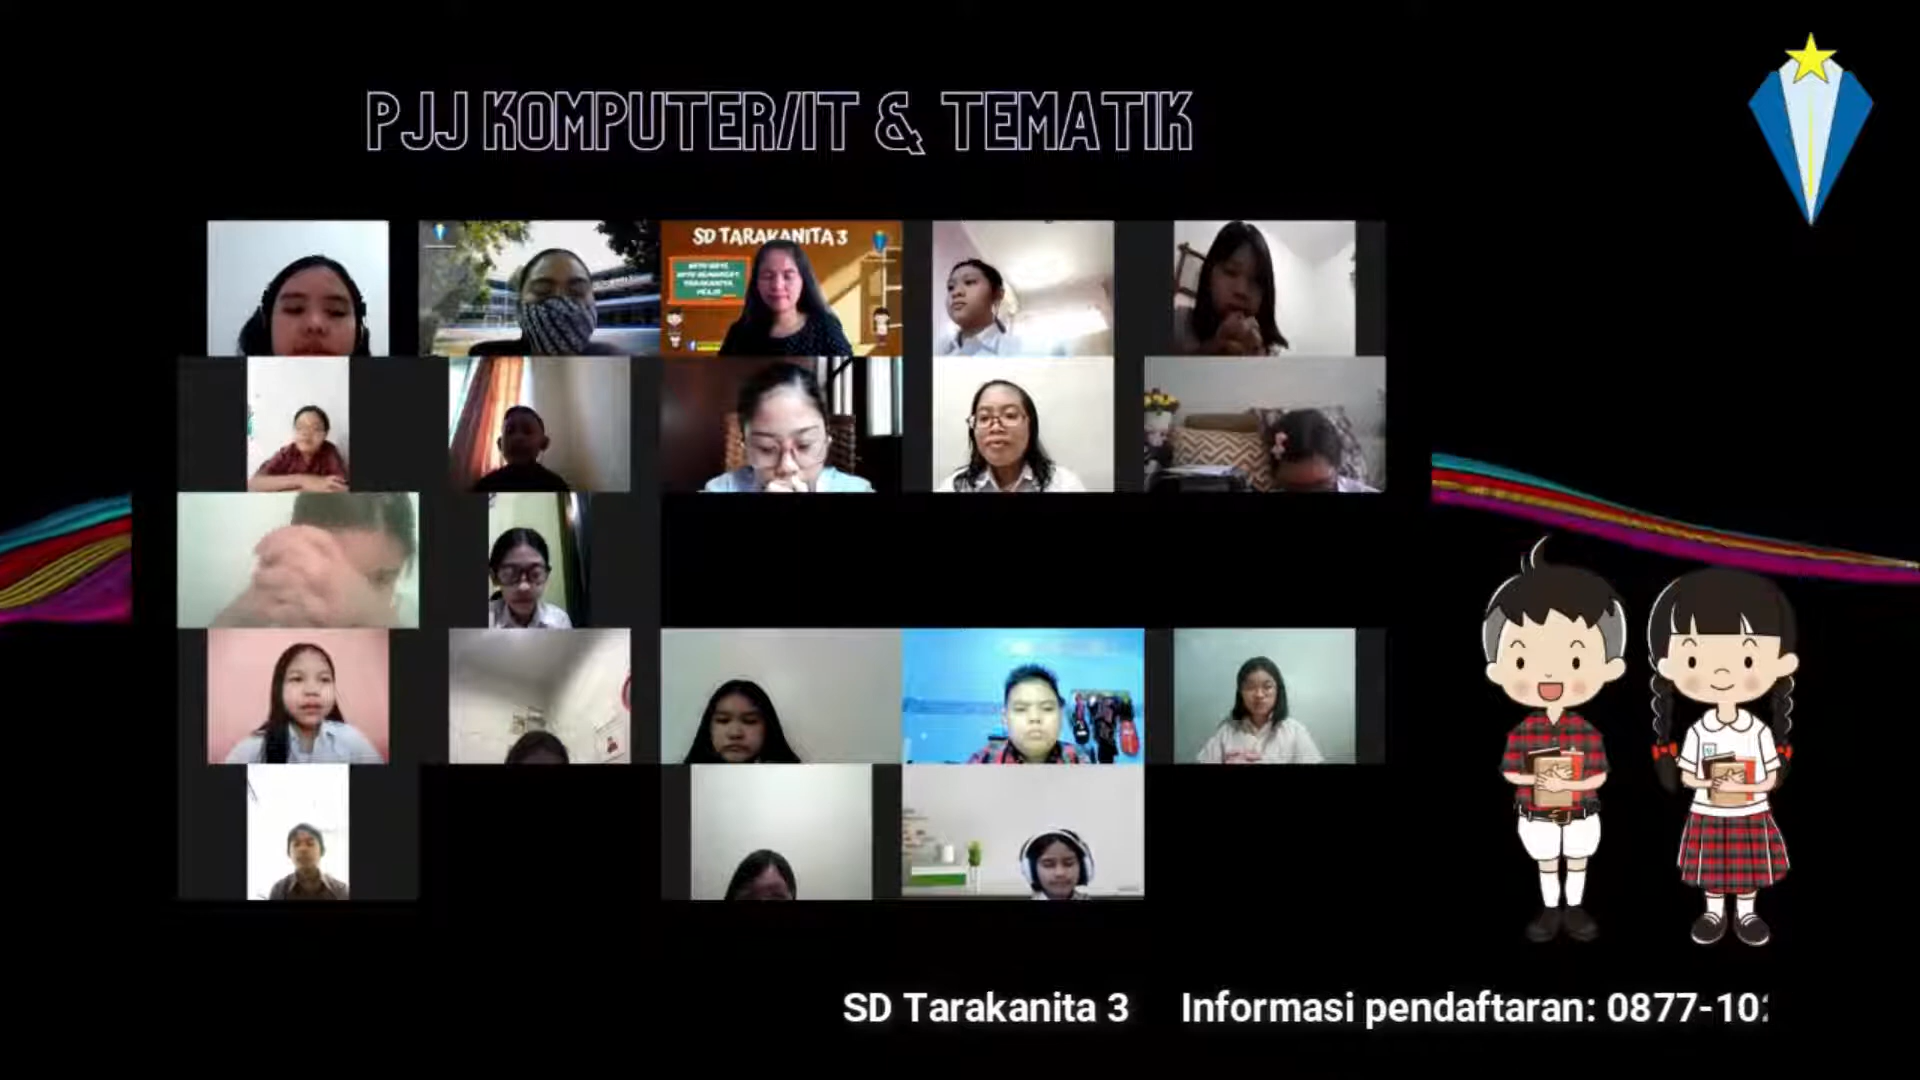 PJJ KOMPUTER/IT & TEMATIK
SD TARAKANITA 3
SD Tarakanita 3 Informasi pendaftaran: 0877-10